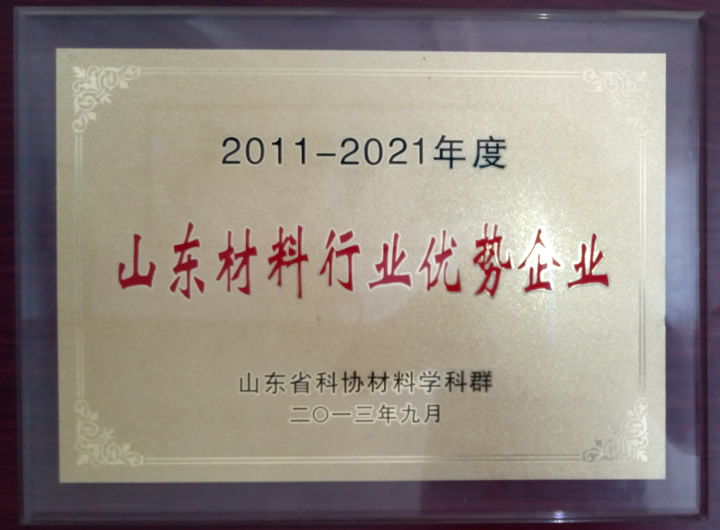 2011-2021年度
山东材料行业优势企业
山东省科协材料学科群
二〇一三年九月